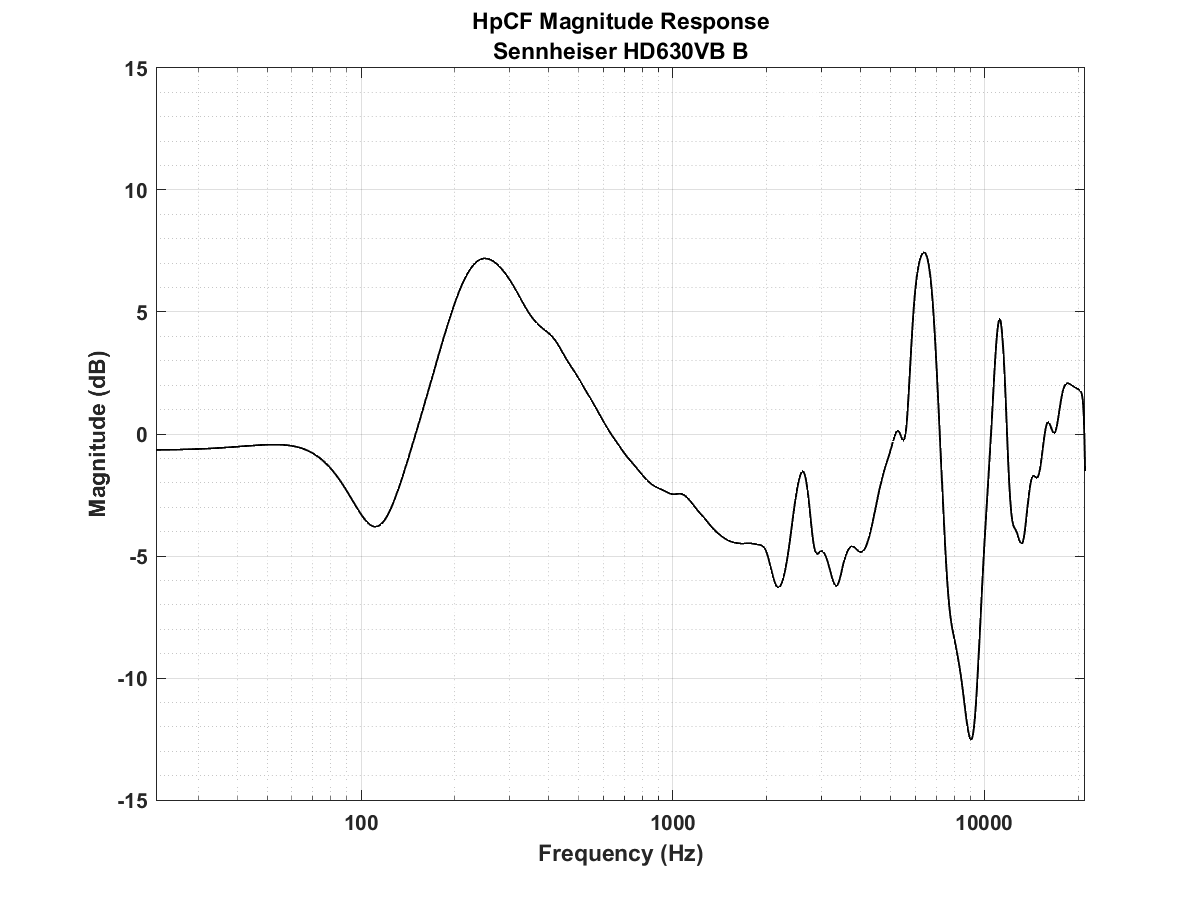 HpCF Magnitude Response
Sennheiser HD630VB B
15
10
5
0
-5
-10
-15
Magnitude (dB)
100
1000
10000
Frequency (Hz)